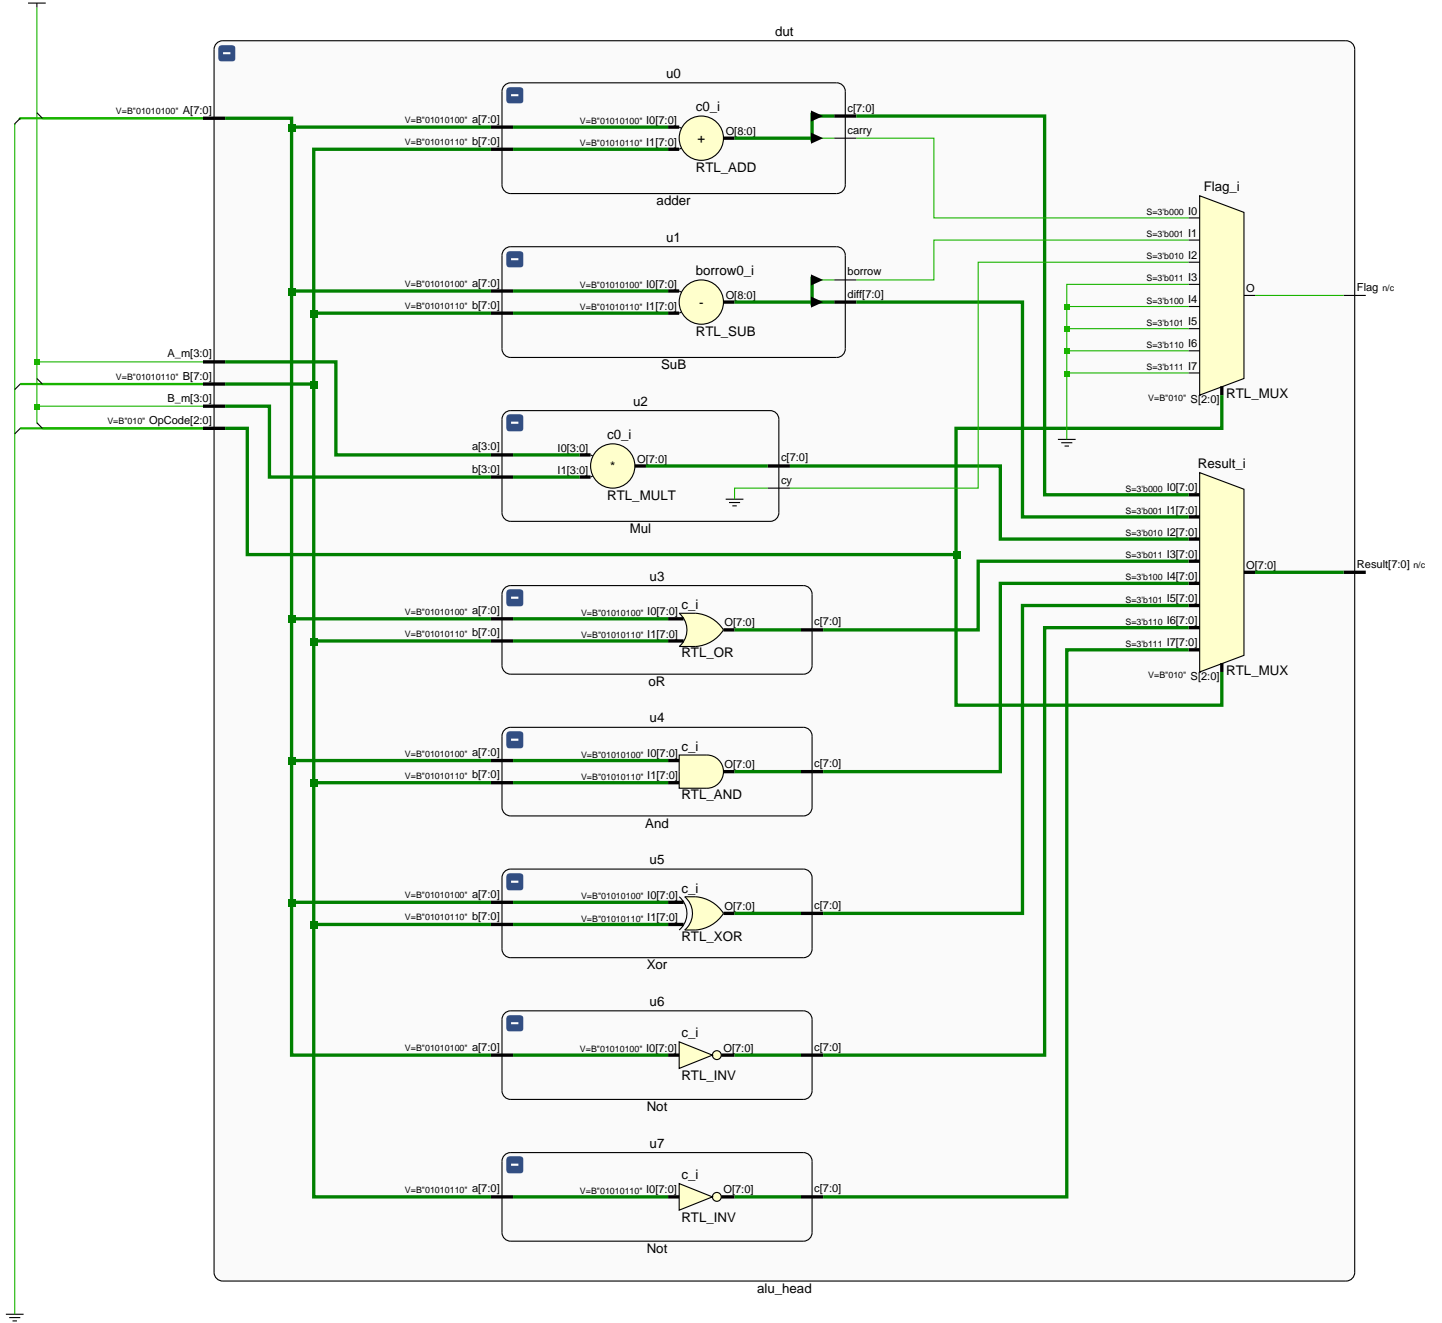 dut
u0
c0_i
V=B"01010100" A[7:0]
V=B"01010100" a[7:0]
V=B"01010100" I0[7:0]
+
O[8:0]
c[7:0]
carry
V=B"01010110" b[7:0]
V=B"01010110" I1[7:0]
RTL_ADD
adder
Flag_i
S=3'b000 I0
S=3'b001 I1
S=3'b010 I2
S=3'b011 I3
S=3'b100 I4
S=3'b101 I5
S=3'b110 I6
S=3'b111 I7
O
Flag n/c
V=B"010" S[2:0]
RTL_MUX
u1
borrow0_i
V=B"01010100" a[7:0]
V=B"01010100" I0[7:0]
-
O[8:0]
borrow
diff[7:0]
V=B"01010110" b[7:0]
V=B"01010110" I1[7:0]
RTL_SUB
SuB
A_m[3:0]
V=B"01010110" B[7:0]
B_m[3:0]
V=B"010" OpCode[2:0]
u2
c0_i
a[3:0]
I0[3:0]
*
O[7:0]
c[7:0]
b[3:0]
I1[3:0]
cy
RTL_MULT
Mul
Result_i
S=3'b000 I0[7:0]
S=3'b001 I1[7:0]
S=3'b010 I2[7:0]
S=3'b011 I3[7:0]
S=3'b100 I4[7:0]
S=3'b101 I5[7:0]
S=3'b110 I6[7:0]
S=3'b111 I7[7:0]
O[7:0]
Result[7:0] n/c
V=B"010" S[2:0]
RTL_MUX
u3
c_i
V=B"01010100" a[7:0]
V=B"01010100" I0[7:0]
O[7:0]
c[7:0]
V=B"01010110" b[7:0]
V=B"01010110" I1[7:0]
RTL_OR
oR
u4
c_i
V=B"01010100" a[7:0]
V=B"01010100" I0[7:0]
O[7:0]
c[7:0]
V=B"01010110" b[7:0]
V=B"01010110" I1[7:0]
RTL_AND
And
u5
c_i
V=B"01010100" a[7:0]
V=B"01010100" I0[7:0]
O[7:0]
c[7:0]
V=B"01010110" b[7:0]
V=B"01010110" I1[7:0]
RTL_XOR
Xor
u6
c_i
V=B"01010100" a[7:0]
V=B"01010100" I0[7:0]
O[7:0]
c[7:0]
RTL_INV
Not
u7
c_i
V=B"01010110" a[7:0]
V=B"01010110" I0[7:0]
O[7:0]
c[7:0]
RTL_INV
Not
alu_head